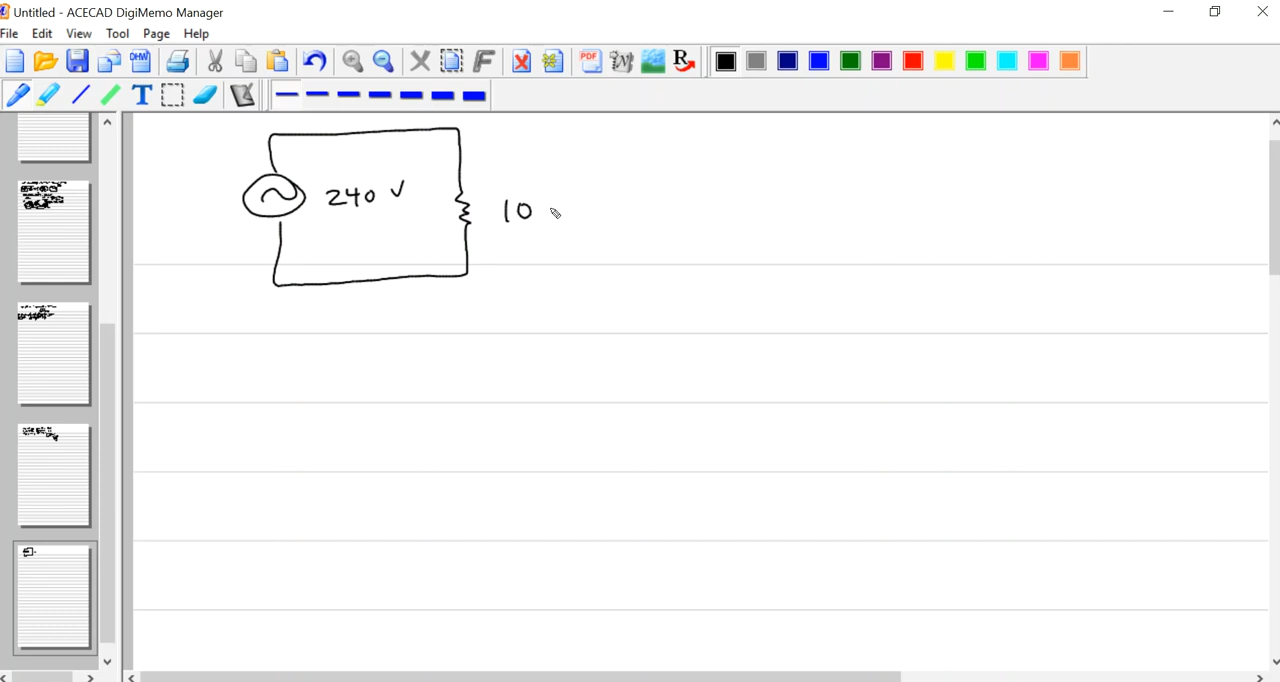 Untitled - ACECAD DigiMemo Manager
File Edit View Tool Page Help
240 V
10